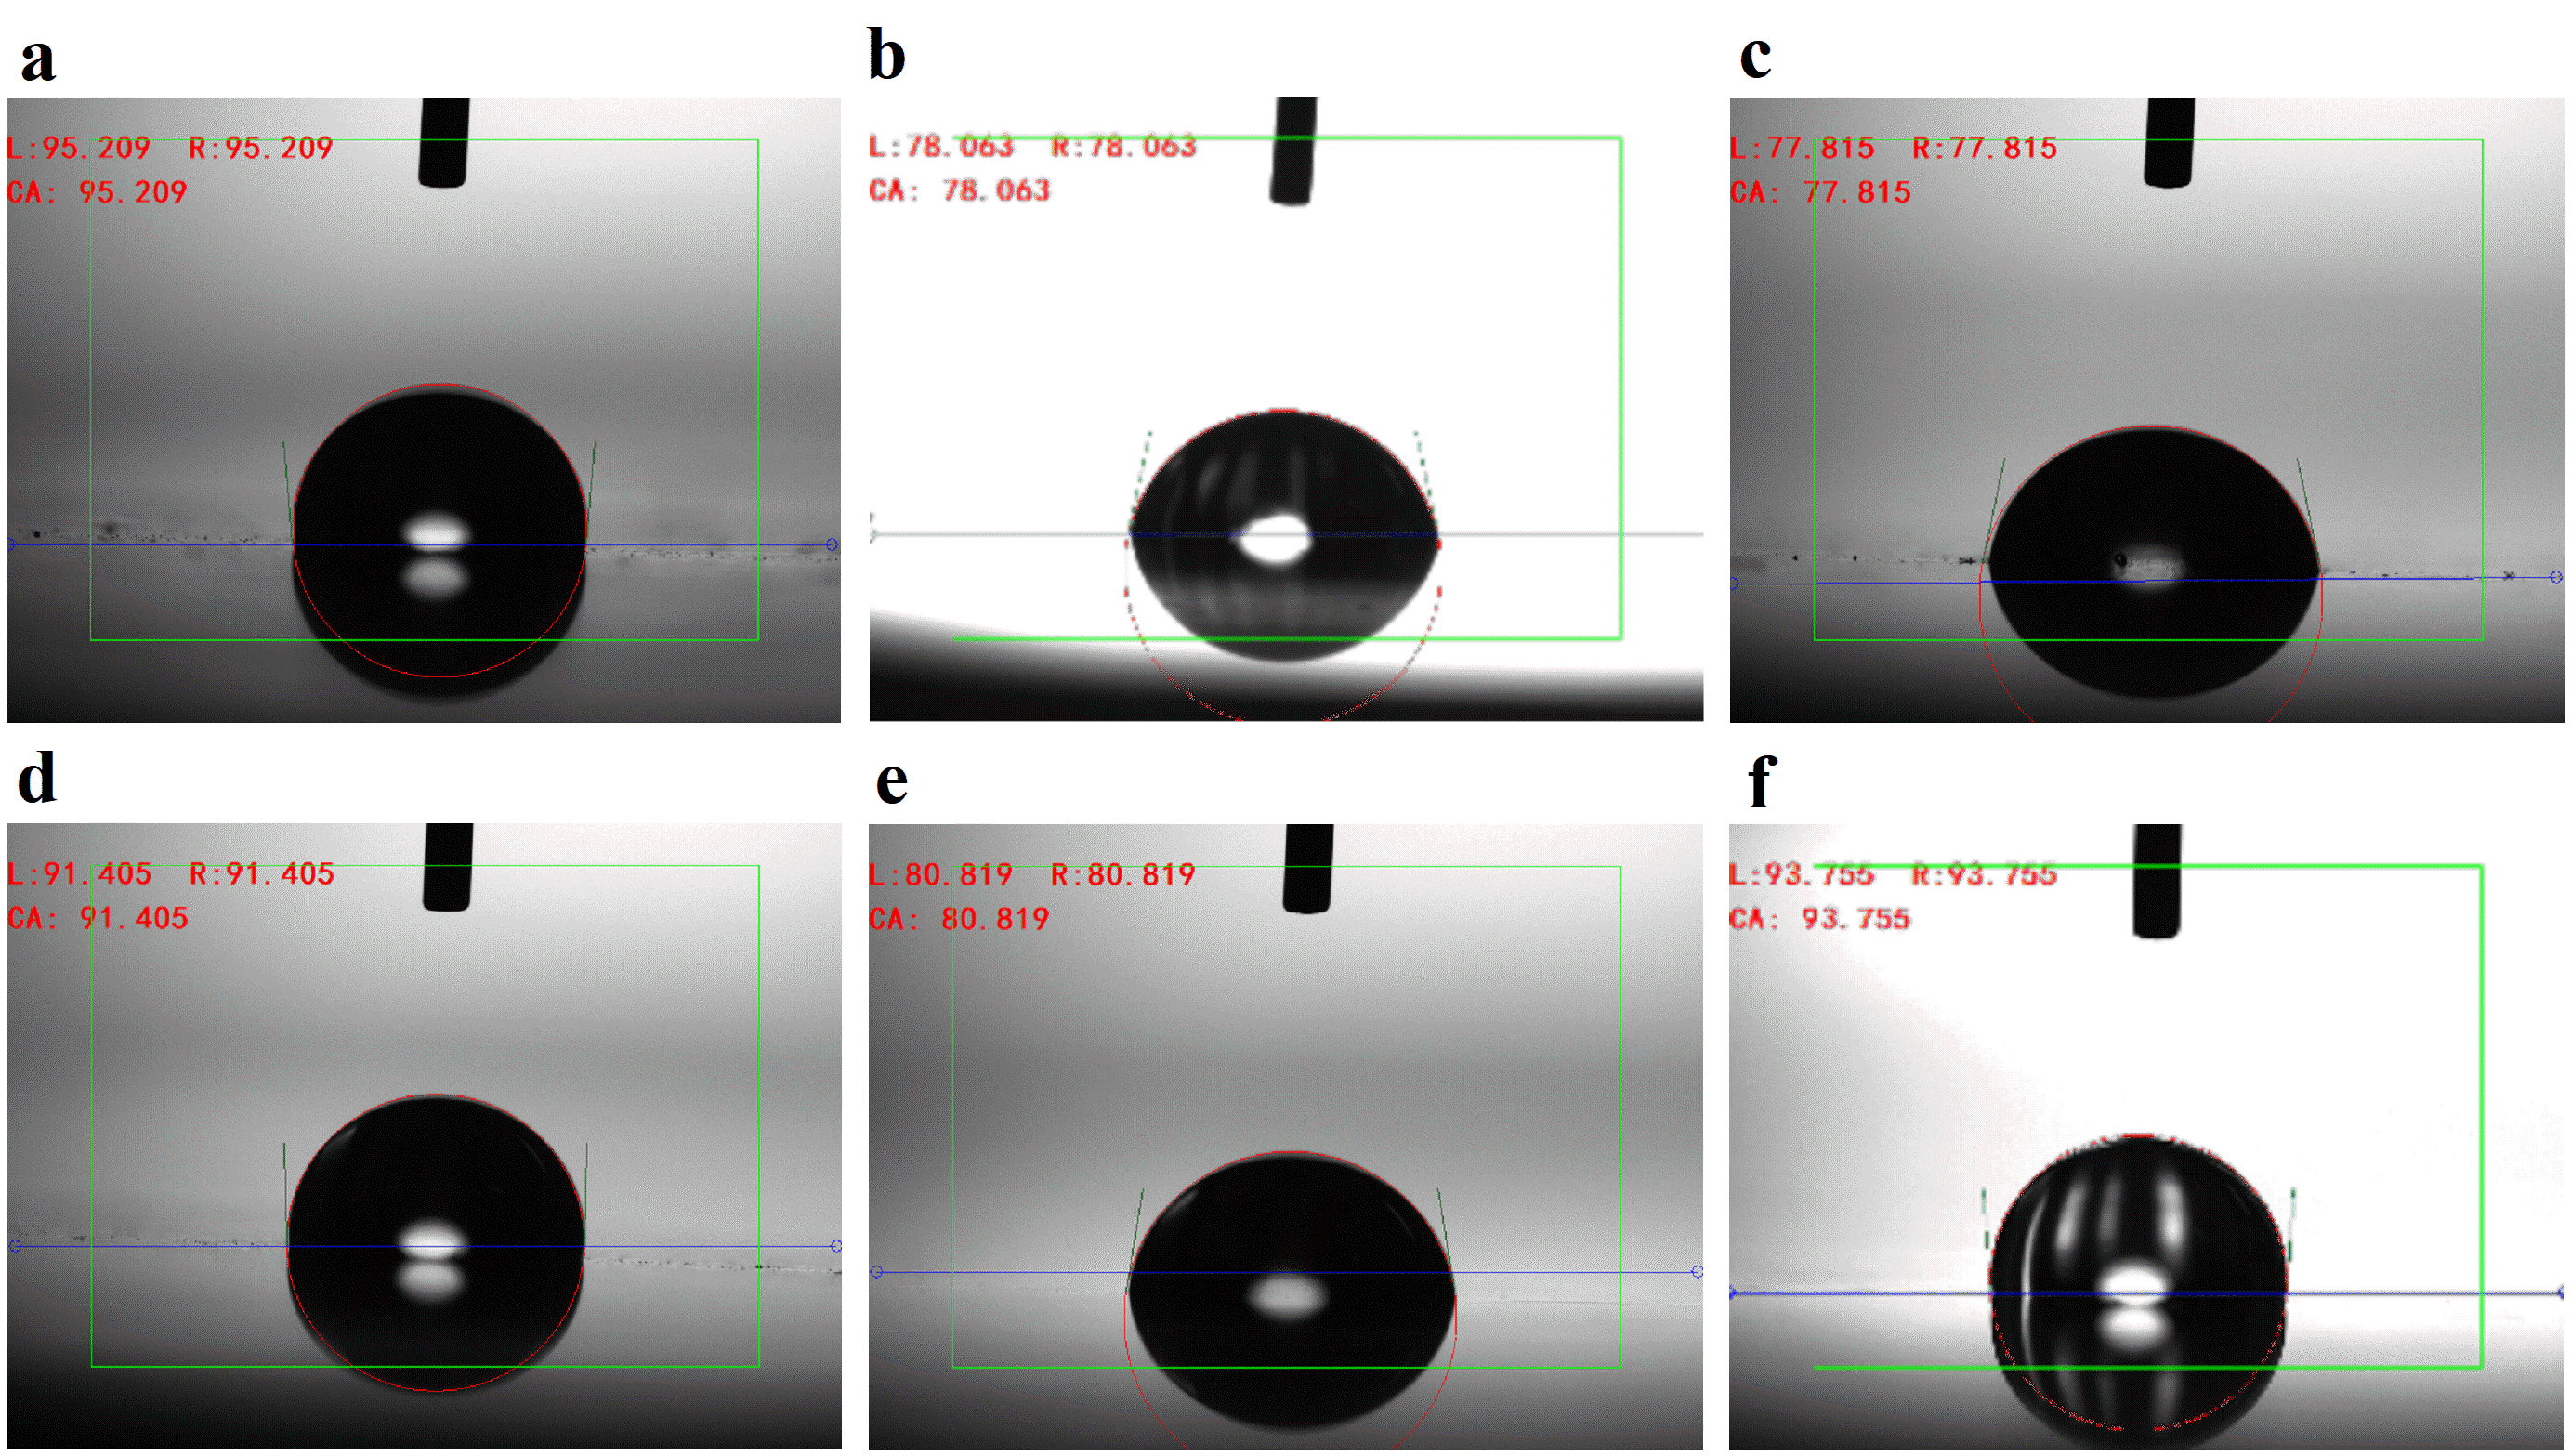 a
L:95.209 R:95.209
CA: 95.209
b
L:78.063 R:78.063
CA: 78.063
c
L:77.815 R:77.815
CA: 77.815
d
L:91.405 R:91.405
CA: 91.405
e
L:80.819 R:80.819
CA: 80.819
f
L:93.755 R:93.755
CA: 93.755